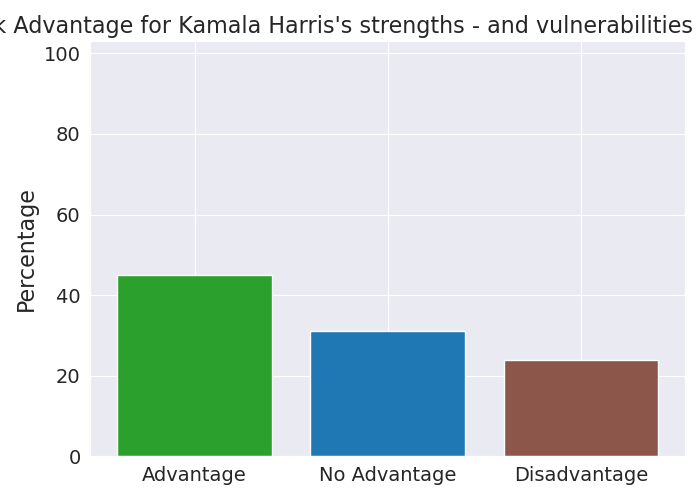 Advantage for Kamala Harris's strengths - and vulnerabilities
100
80
60
40
20
0
Percentage
Advantage
No Advantage
Disadvantage